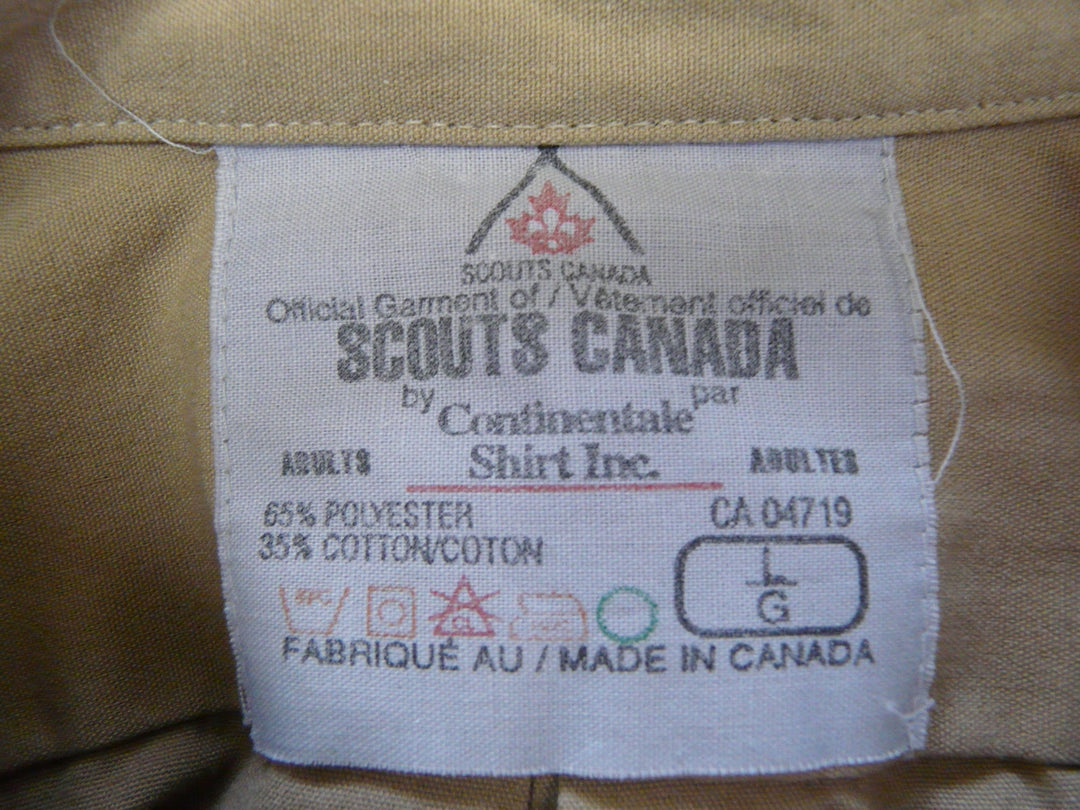 SCOUTS CANADA
Official Garment of / Vêtement officiel de
SCOUTS CANADA
by Continentale par
ADULTS Shirt Inc. ADULTES
65% POLYESTER CA 04719
35% COTTON/COTON
L
G
CL
FABRIQUÉ AU / MADE IN CANADA